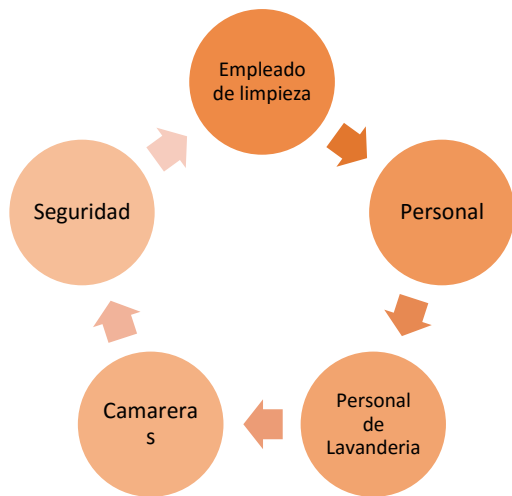 Empleado
de limpieza
Personal
Personal
de
Lavanderia
Camarera
s
Seguridad